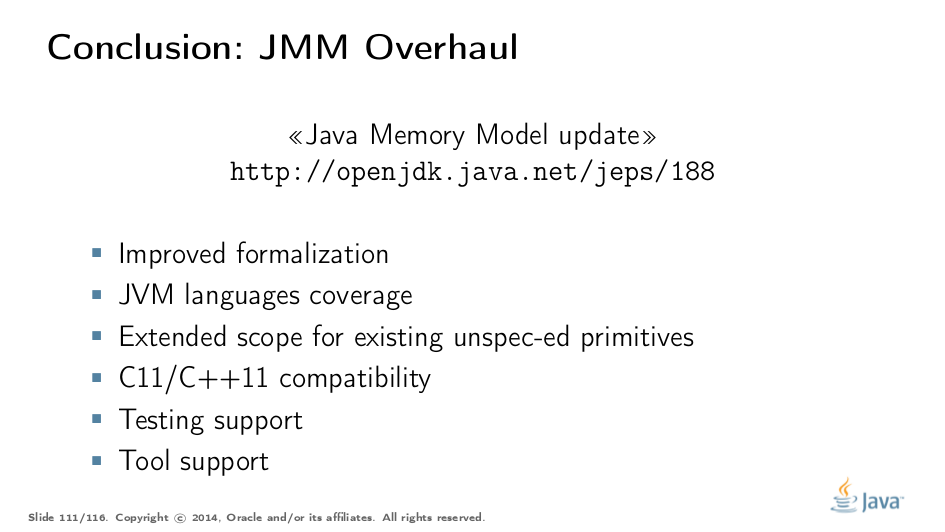 Conclusion: JMM Overhaul
«Java Memory Model update»
http://openjdk.java.net/jeps/188
▪ Improved formalization
▪ JVM languages coverage
▪ Extended scope for existing unspec-ed primitives
▪ C11/C++11 compatibility
▪ Testing support
▪ Tool support
Java™
Slide 111/116. Copyright © 2014, Oracle and/or its affiliates. All rights reserved.